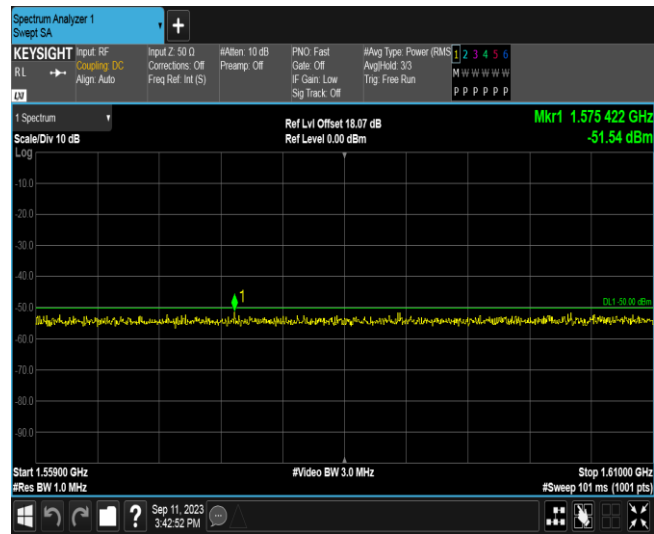 Spectrum Analyzer 1
Swept SA
+
KEYSIGHT Input: RF Input Z: 50 Ω #Atten: 10 dB PNO: Fast #Avg Type: Power (RMS 1 2 3 4 5 6
RL Coupling: DC Corrections: Off Preamp: Off Gate: Off Avg|Hold: 3/3 M W W W W W
Align: Auto Freq Ref: Int (S) IF Gain: Low Trig: Free Run
LXI Sig Track: Off P P P P P P
1 Spectrum Ref Lvl Offset 18.07 dB Mkr1 1.575 422 GHz
Scale/Div 10 dB Ref Level 0.00 dBm -51.54 dBm
Log
-10.0
-20.0
-30.0
-40.0
1
DL1 -50.00 dBm
-50.0
-60.0
-70.0
-80.0
-90.0
Start 1.55900 GHz #Video BW 3.0 MHz Stop 1.61000 GHz
#Res BW 1.0 MHz #Sweep 101 ms (1001 pts)
? Sep 11, 2023
3:42:52 PM